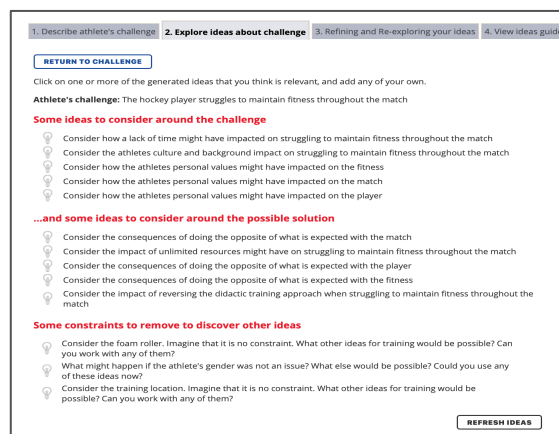 1. Describe athlete's challenge 2. Explore ideas about challenge 3. Refining and Re-exploring your ideas 4. View ideas guide
RETURN TO CHALLENGE
Click on one or more of the generated ideas that you think is relevant, and add any of your own.
Athlete's challenge: The hockey player struggles to maintain fitness throughout the match
Some ideas to consider around the challenge
Consider how a lack of time might have impacted on struggling to maintain fitness throughout the match
Consider the athletes culture and background impact on struggling to maintain fitness throughout the match
Consider how the athletes personal values might have impacted on the fitness
Consider how the athletes personal values might have impacted on the match
Consider how the athletes personal values might have impacted on the player
...and some ideas to consider around the possible solution
Consider the consequences of doing the opposite of what is expected with the match
Consider the impact of unlimited resources might have on struggling to maintain fitness throughout the match
Consider the consequences of doing the opposite of what is expected with the player
Consider the consequences of doing the opposite of what is expected with the fitness
Consider the impact of reversing the didactic training approach when struggling to maintain fitness throughout the
match
Some constraints to remove to discover other ideas
Consider the foam roller. Imagine that it is no constraint. What other ideas for training would be possible? Can
you work with any of them?
What might happen if the athlete's gender was not an issue? What else would be possible? Could you use any
of these ideas now?
Consider the training location. Imagine that it is no constraint. What other ideas for training would be
possible? Can you work with any of them?
REFRESH IDEAS